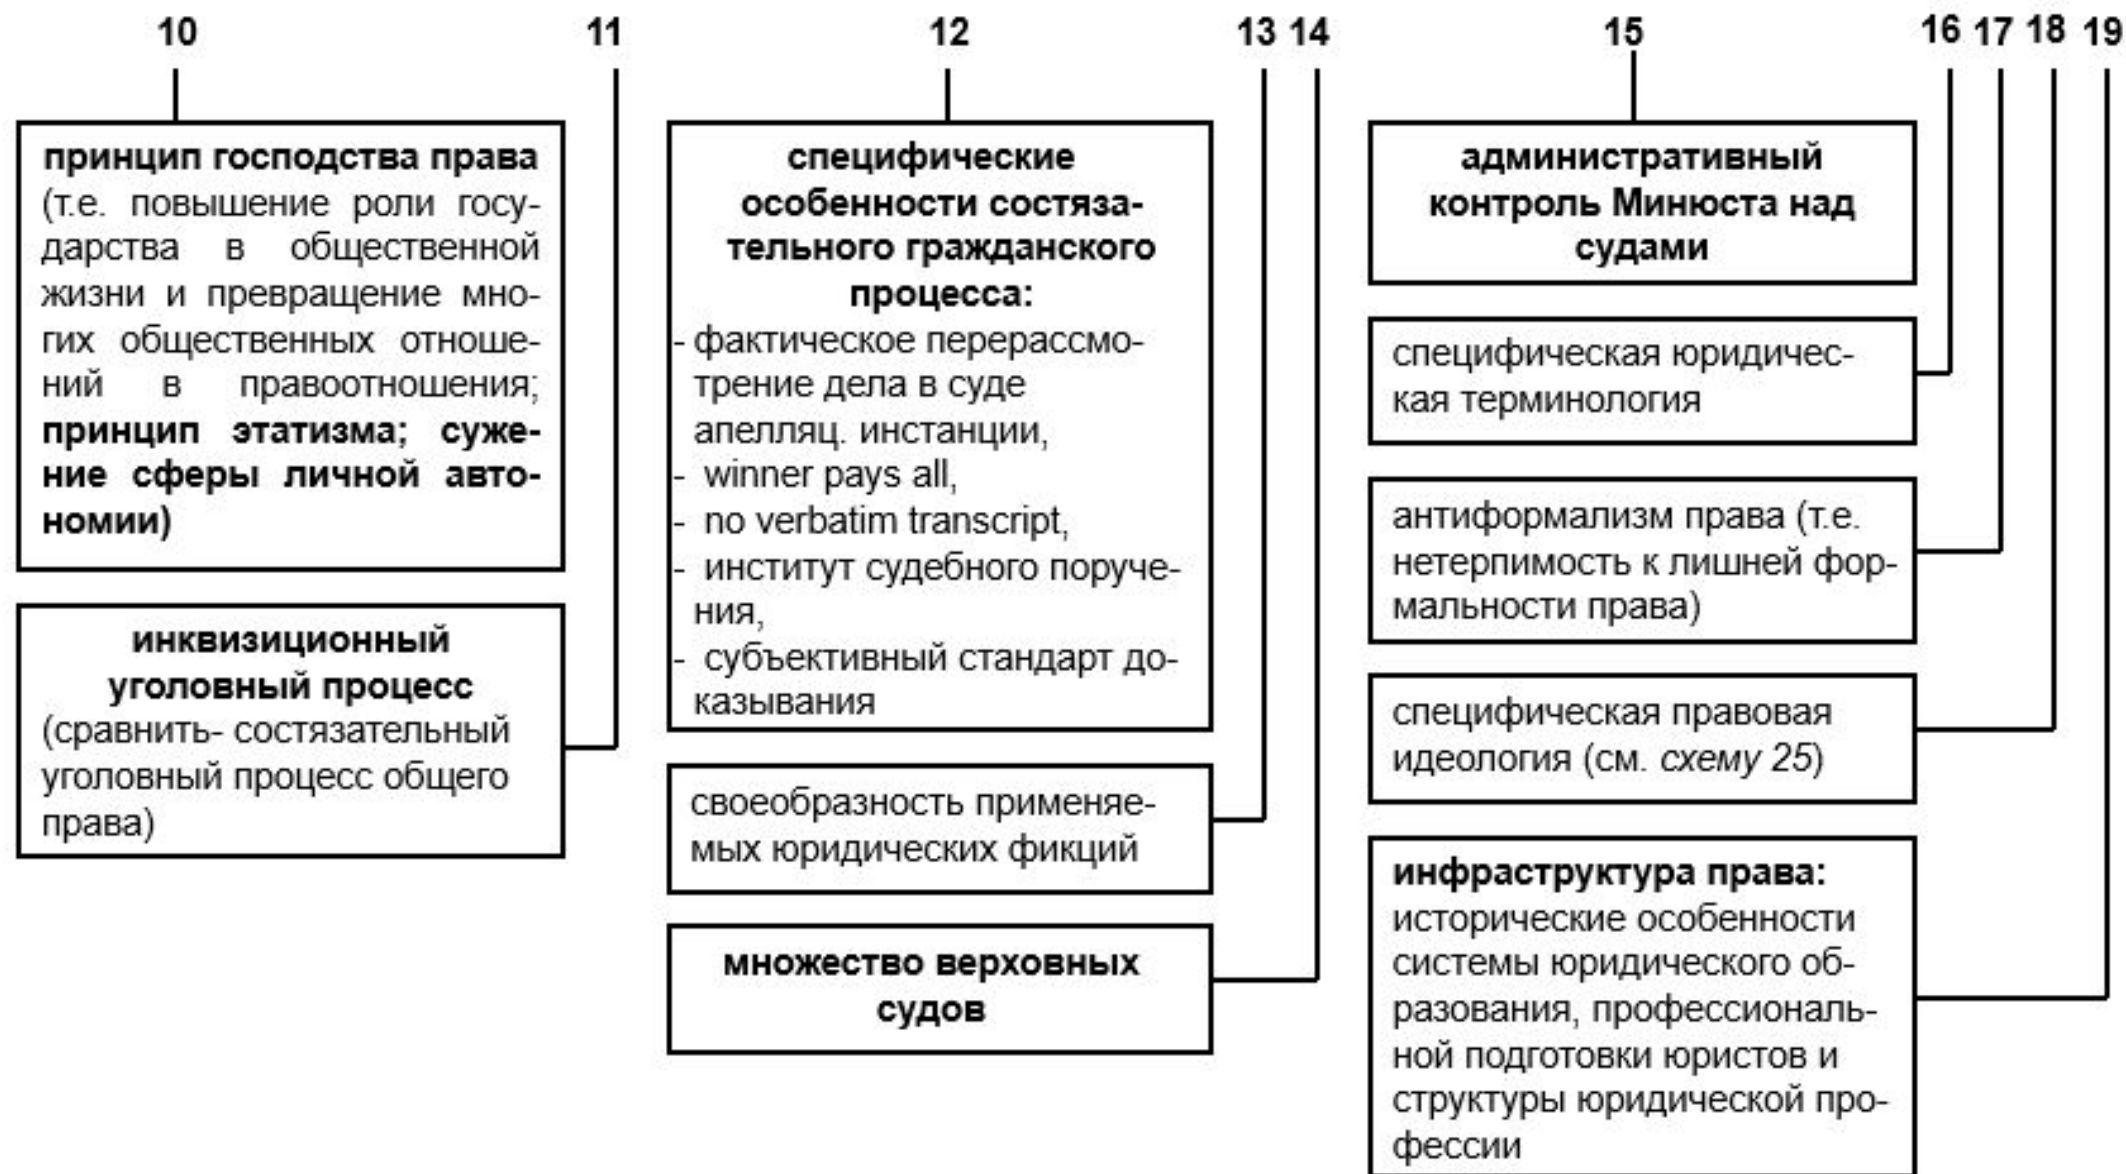 10
11
12
13
14
15
16
17
18
19
принцип господства права
(т.е. повышение роли госу-
дарства в общественной
жизни и превращение мно-
гих общественных отноше-
ний в правоотношения;
принцип этатизма; суже-
ние сферы личной авто-
номии)
инквизиционный
уголовный процесс
(сравнить- состязательный
уголовный процесс общего
права)
специфические
особенности состяза-
тельного гражданского
процесса:
- фактическое перерассмо-
трение дела в суде
апелляц. инстанции,
- winner pays all,
- no verbatim transcript,
- институт судебного поруче-
ния,
- субъективный стандарт до-
казывания
своеобразность применяе-
мых юридических фикций
множество верховных
судов
административный
контроль Минюста над
судами
специфическая юридичес-
кая терминология
антиформализм права (т.е.
нетерпимость к лишней фор-
мальности права)
специфическая правовая
идеология (см. схему 25)
инфраструктура права:
исторические особенности
системы юридического об-
разования, профессиональ-
ной подготовки юристов и
структуры юридической про-
фессии